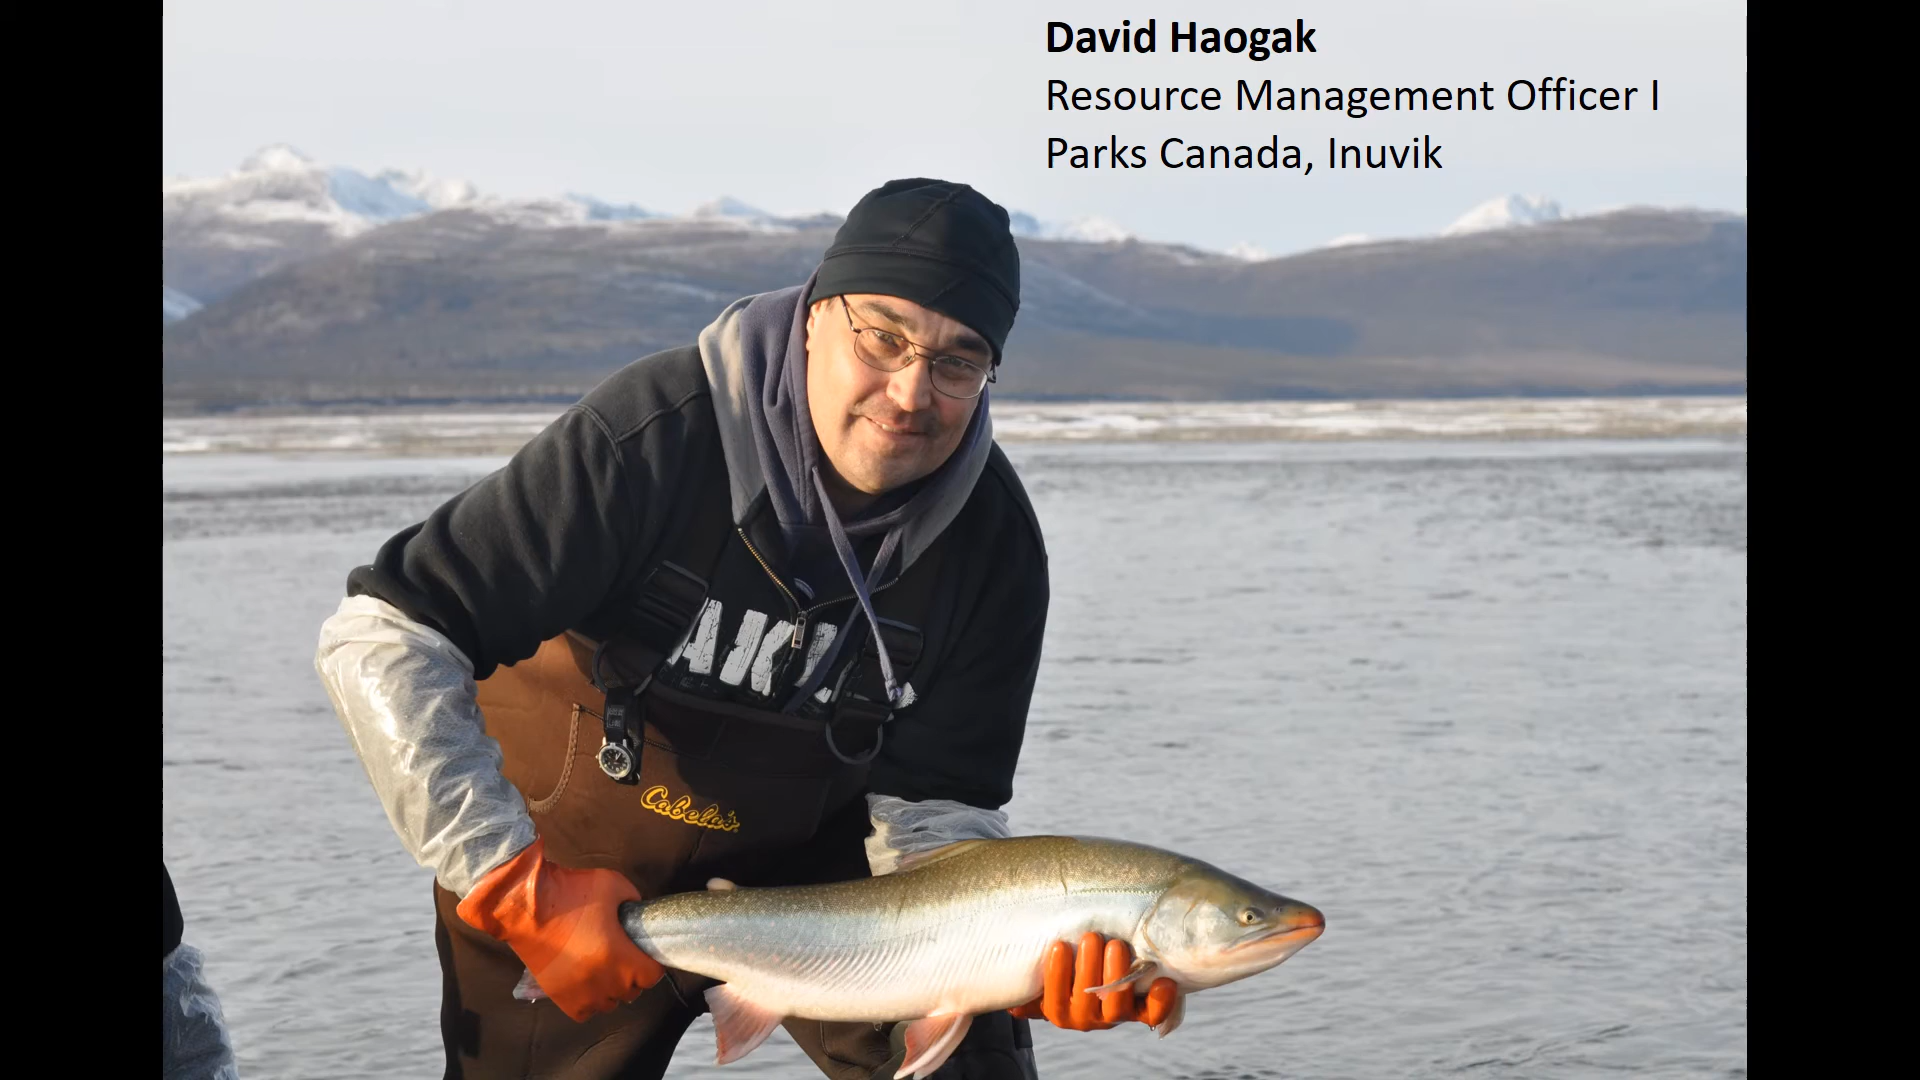 David Haogak
Resource Management Officer I
Parks Canada, Inuvik
Cabela's